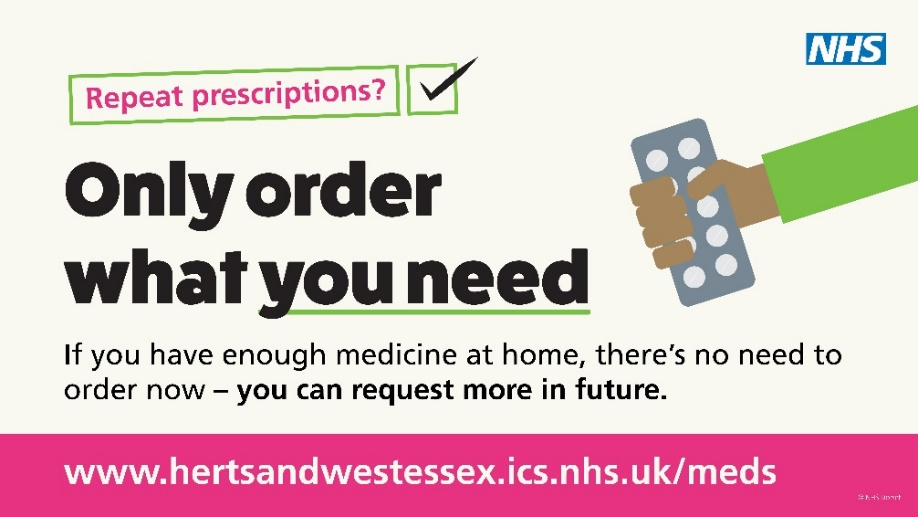 NHS
Repeat prescriptions?
Only order
what you need
If you have enough medicine at home, there's no need to
order now – you can request more in future.
www.hertsandwestessex.ics.nhs.uk/meds
© NHS